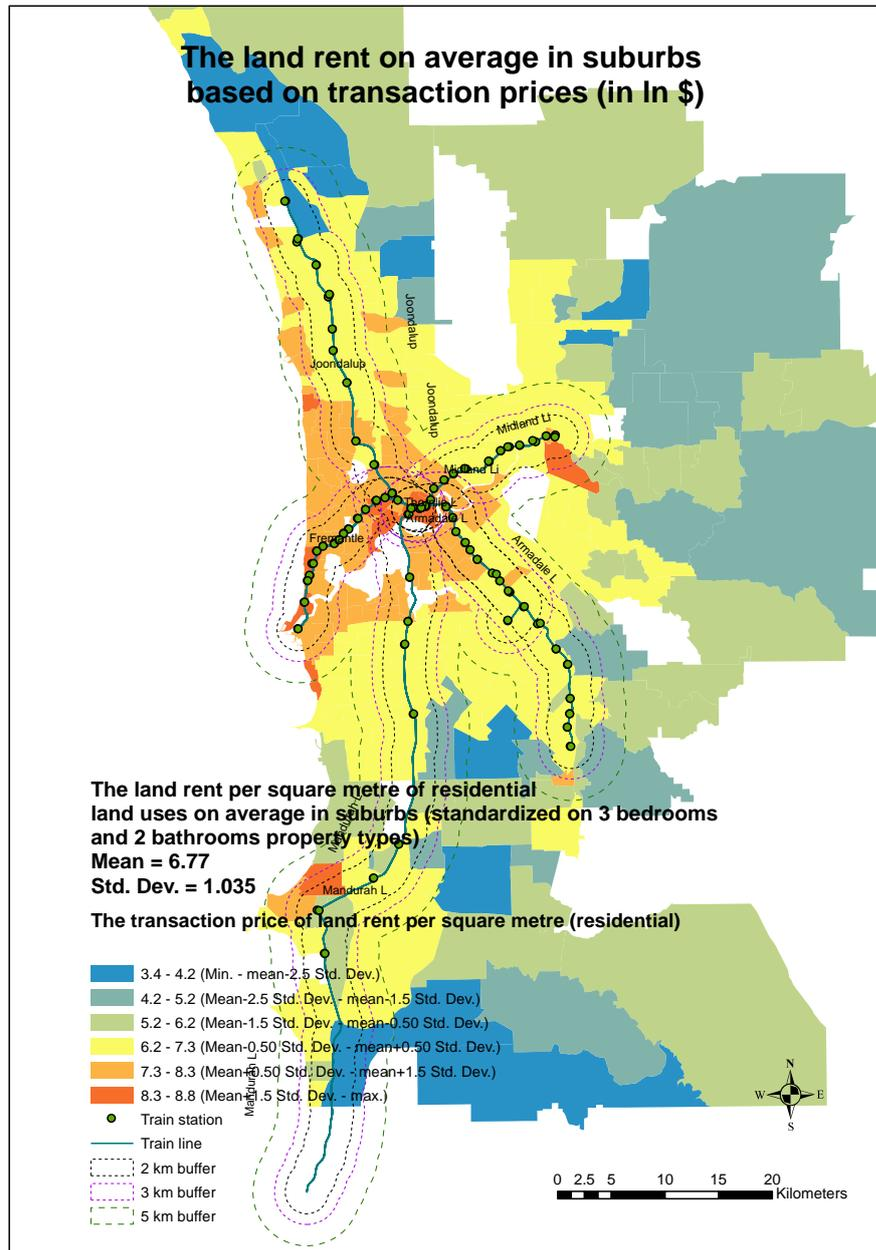 The land rent on average in suburbs
based on transaction prices (in ln $)
Joondalup
Joondalup
Joondalup
Midland Li
Midland Li
Thornlie L
Armadale L
Fremantle
Armadale L
The land rent per square metre of residential
land uses on average in suburbs (standardized on 3 bedrooms
and 2 bathrooms property types)
Mean = 6.77
Std. Dev. = 1.035
Mandurah L
Mandurah L
The transaction price of land rent per square metre (residential)
3.4 - 4.2 (Min. - mean-2.5 Std. Dev.)
4.2 - 5.2 (Mean-2.5 Std. Dev. - mean-1.5 Std. Dev.)
5.2 - 6.2 (Mean-1.5 Std. Dev. - mean-0.50 Std. Dev.)
6.2 - 7.3 (Mean-0.50 Std. Dev. - mean+0.50 Std. Dev.)
7.3 - 8.3 (Mean+0.50 Std. Dev. - mean+1.5 Std. Dev.)
8.3 - 8.8 (Mean+1.5 Std. Dev. - max.)
Mandurah L
Train station
Train line
2 km buffer
3 km buffer
5 km buffer
N
W E
S
0 2.5 5 10 15 20
Kilometers